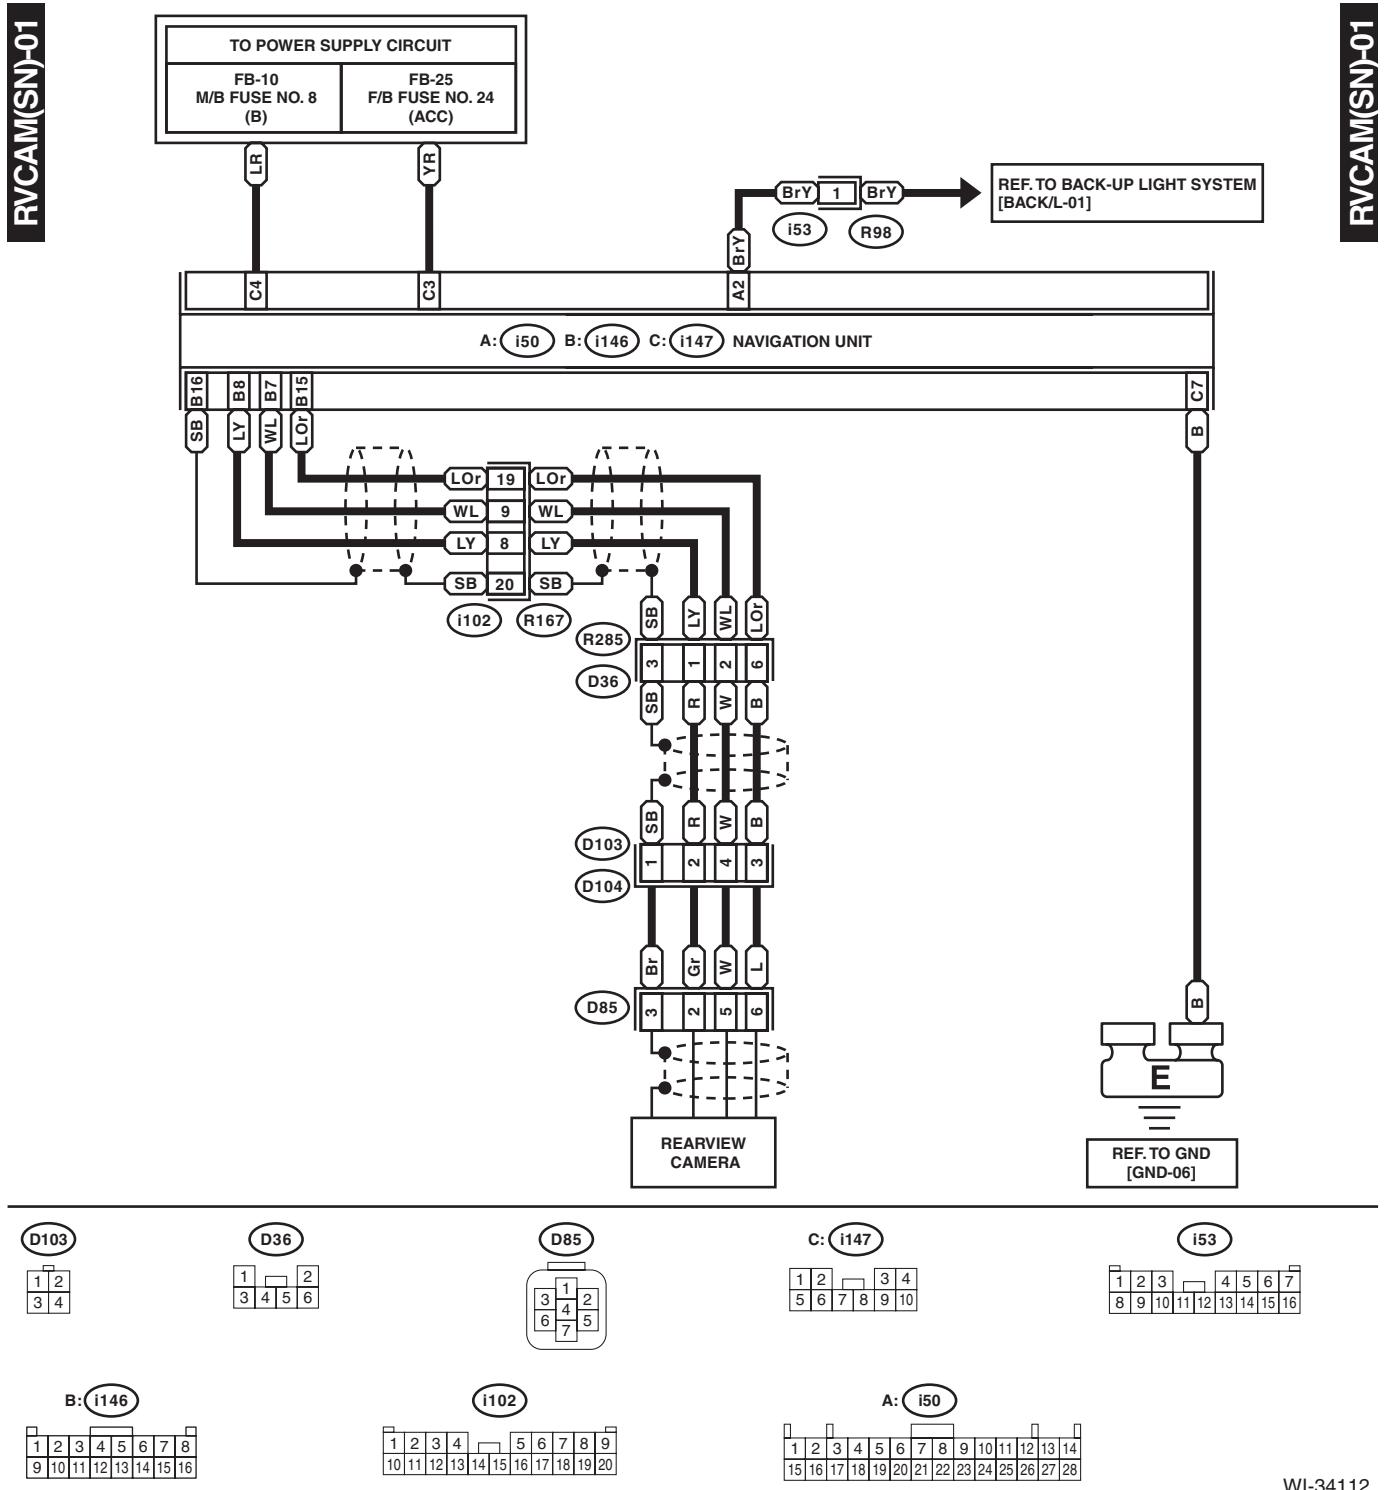 RVCAM(SN)-01
RVCAM(SN)-01
TO POWER SUPPLY CIRCUIT
FB-10
M/B FUSE NO. 8
(B)
FB-25
F/B FUSE NO. 24
(ACC)
LR
YR
BrY 1 BrY
REF. TO BACK-UP LIGHT SYSTEM
[BACK/L-01]
i53 R98
BrY
C4 C3 A2
A: i50 B: i146 C: i147 NAVIGATION UNIT
B16 B8 B7 B15 C7
SB LY WL LOr B
LOr 19 LOr
WL 9 WL
LY 8 LY
SB 20 SB
i102 R167
SB LY WL LOr
R285
3 1 2 6
D36
SB R W B
SB R W B
D103
1 2 4 3
D104
Br Gr W L
D85
3 2 5 6
B
E
REARVIEW
CAMERA
REF. TO GND
[GND-06]
D103
1 2
3 4
D36
1 2
3 4 5 6
D85
1
3 2
4
6 5
7
C: i147
1 2 3 4
5 6 7 8 9 10
i53
1 2 3 4 5 6 7
8 9 10 11 12 13 14 15 16
B: i146
1 2 3 4 5 6 7 8
9 10 11 12 13 14 15 16
i102
1 2 3 4 5 6 7 8 9
10 11 12 13 14 15 16 17 18 19 20
A: i50
1 2 3 4 5 6 7 8 9 10 11 12 13 14
15 16 17 18 19 20 21 22 23 24 25 26 27 28
WI-34112